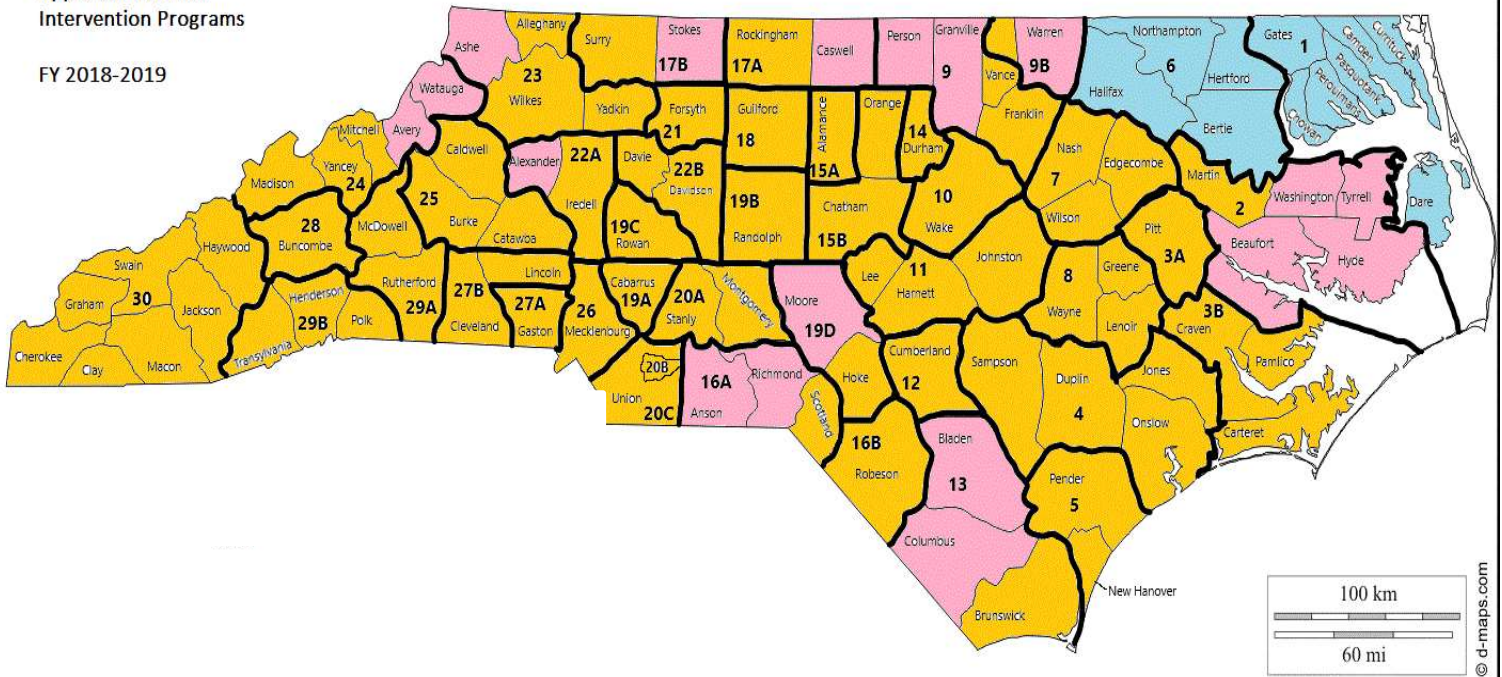 Intervention Programs
FY 2018-2019
Ashe
Alleghany
Surry
Stokes
17B
Rockingham
17A
Caswell
Person
Granville
9
Vance
Warren
9B
Northampton
6
Hertford
Halifax
Bertie
Gates
1
Camden
Currituck
Pasquotank
Perquimans
Chowan
Watauga
23
Wilkes
Yadkin
Forsyth
21
Guilford
18
Alamance
15A
Orange
14
Durham
Franklin
Avery
Mitchell
Yancey
24
Madison
Caldwell
25
Burke
Catawba
Alexander
22A
Iredell
Davie
22B
Davidson
19C
Rowan
19B
Randolph
Chatham
15B
10
Wake
Nash
7
Edgecombe
Wilson
Martin
2
Washington
Tyrrell
Dare
Beaufort
Hyde
Pitt
3A
28
Buncombe
McDowell
Haywood
Swain
Graham
30
Jackson
Cherokee
Clay
Macon
Transylvania
Henderson
29B
Polk
Rutherford
29A
27B
Cleveland
Lincoln
27A
Gaston
26
Mecklenburg
Cabarrus
19A
20A
Stanly
Montgomery
Moore
19D
Lee
11
Harnett
Johnston
8
Wayne
Greene
Lenoir
3B
Craven
Pamlico
Jones
Carteret
Onslow
Duplin
4
Sampson
Cumberland
12
Hoke
Scotland
Richmond
16A
Anson
20B
Union
20C
16B
Robeson
Bladen
13
Columbus
Brunswick
Pender
5
New Hanover
100 km
60 mi
© d-maps.com